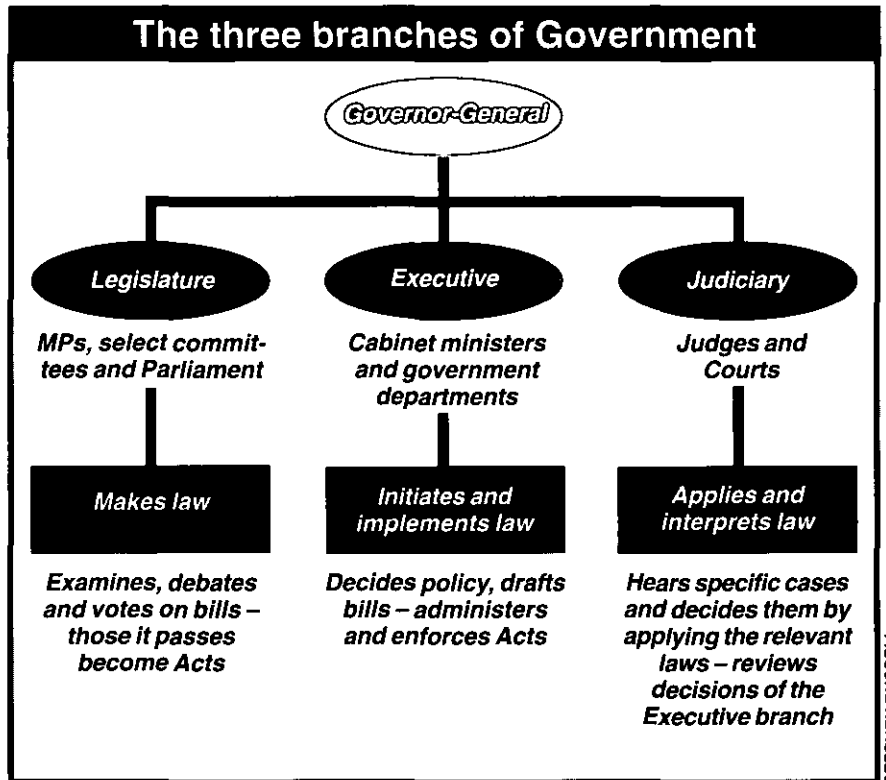 The three branches of Government
Governor-General
Legislature
MPs, select commit-
tees and Parliament
Makes law
Examines, debates
and votes on bills –
those it passes
become Acts
Executive
Cabinet ministers
and government
departments
Initiates and
implements law
Decides policy, drafts
bills – administers
and enforces Acts
Judiciary
Judges and
Courts
Applies and
interprets law
Hears specific cases
and decides them by
applying the relevant
laws – reviews
decisions of the
Executive branch